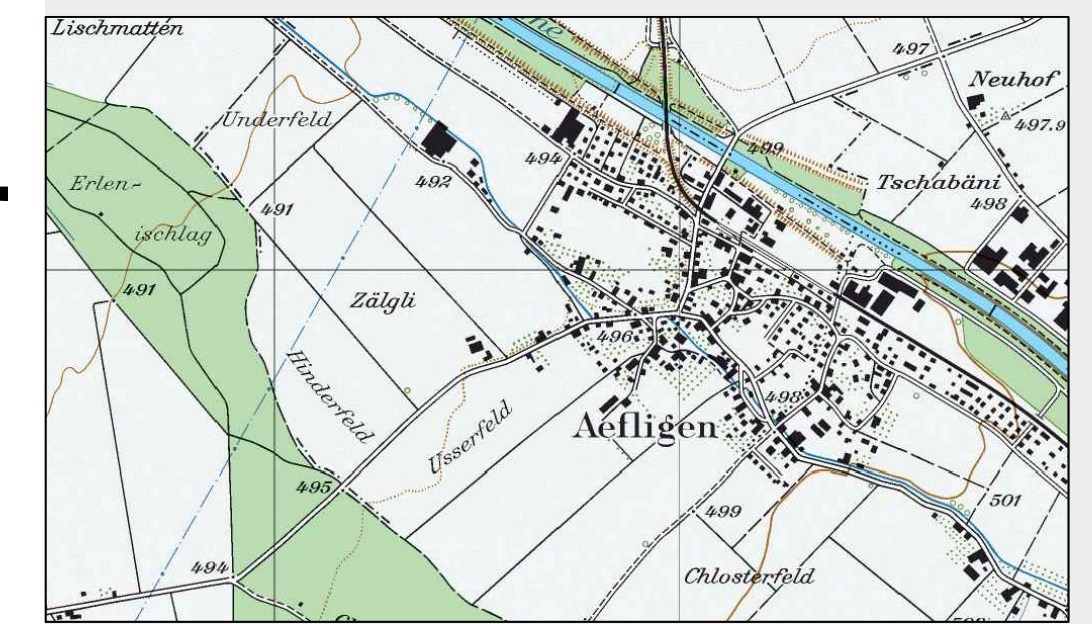 Lischmatten
497
Neuhof
497.9
Underfeld
499
494
492
Tschabäni
498
Erlen-
ischlag
491
491
Zälgli
496
Hinderfeld
Usserfeld
498
Aefligen
495
501
499
494
Chlosterfeld